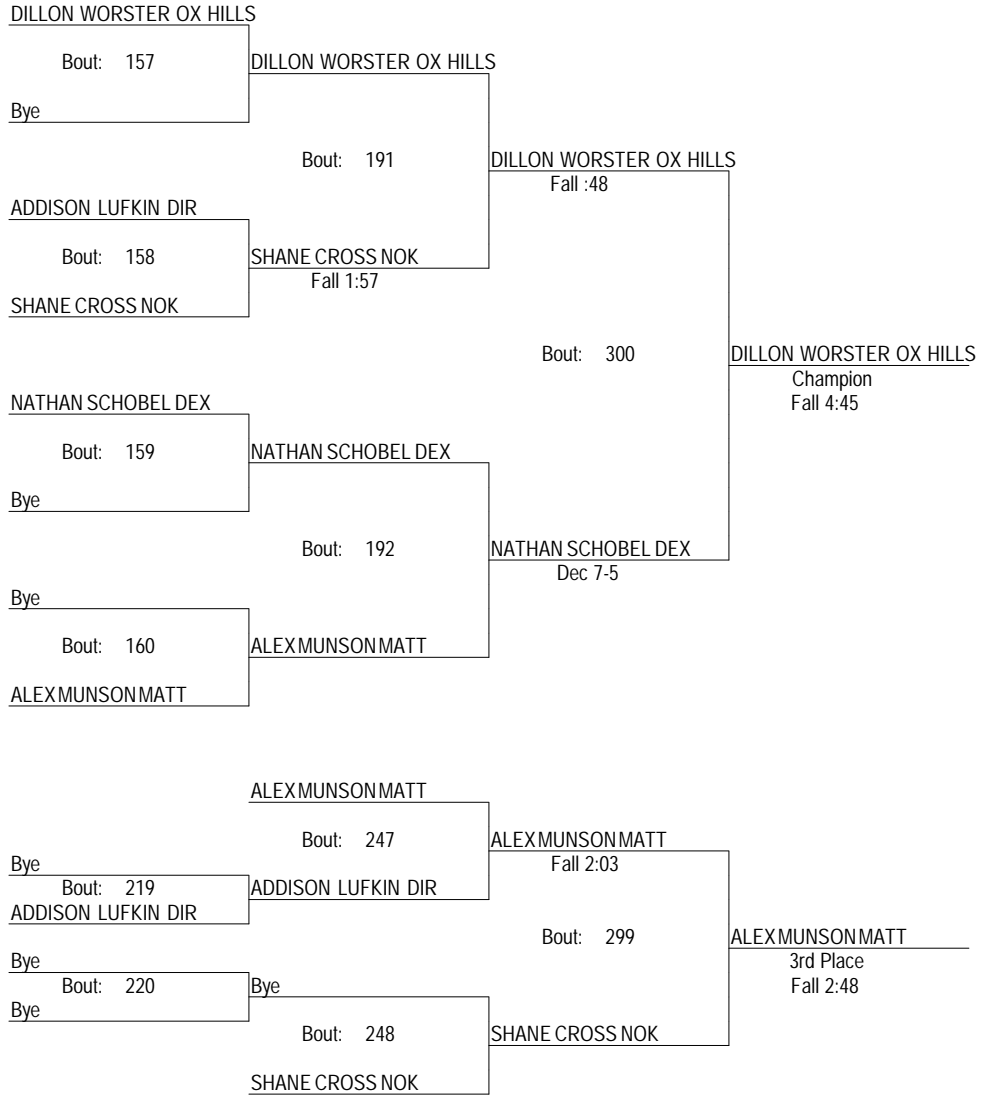 DILLON WORSTER OX HILLS
Bout: 157
DILLON WORSTER OX HILLS
Bye
Bout: 191
DILLON WORSTER OX HILLS
Fall :48
ADDISON LUFKIN DIR
Bout: 158
SHANE CROSS NOK
Fall 1:57
SHANE CROSS NOK
Bout: 300
DILLON WORSTER OX HILLS
Champion
Fall 4:45
NATHAN SCHOBEL DEX
Bout: 159
NATHAN SCHOBEL DEX
Bye
Bout: 192
NATHAN SCHOBEL DEX
Dec 7-5
Bye
Bout: 160
ALEX MUNSON MATT
ALEX MUNSON MATT
ALEX MUNSON MATT
Bout: 247
ALEX MUNSON MATT
Fall 2:03
Bye
Bout: 219
ADDISON LUFKIN DIR
ADDISON LUFKIN DIR
Bout: 299
ALEX MUNSON MATT
3rd Place
Fall 2:48
Bye
Bout: 220
Bye
Bye
Bout: 248
SHANE CROSS NOK
SHANE CROSS NOK